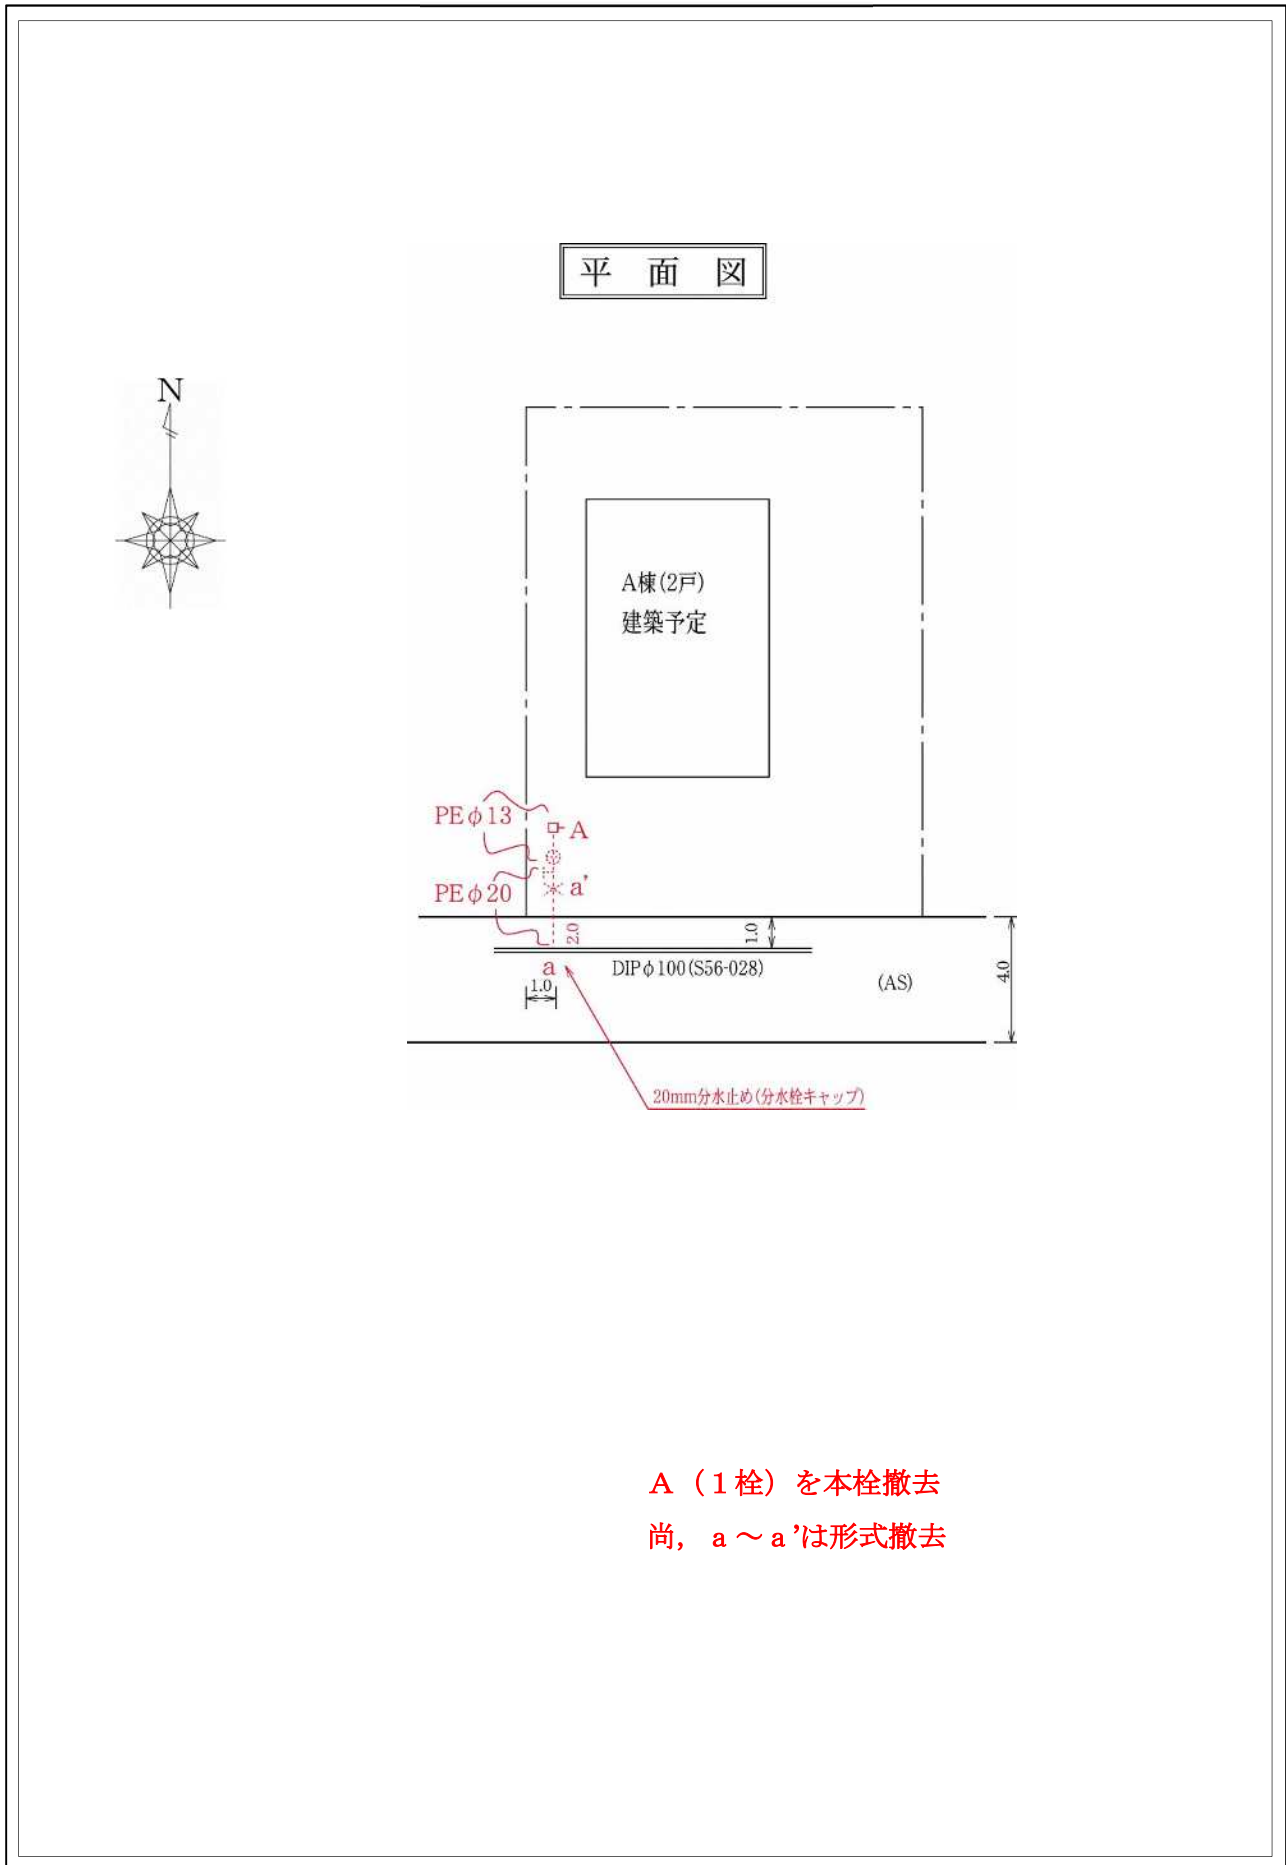 平面図
N
A棟(2戸)
建築予定
PEφ13
A
PEφ20
a'
2.0
1.0
DIPφ100(S56-028)
a
1.0
(AS)
4.0
20mm分水止め(分水栓キャップ)
A（1栓）を本栓撤去
尚，a～a’は形式撤去